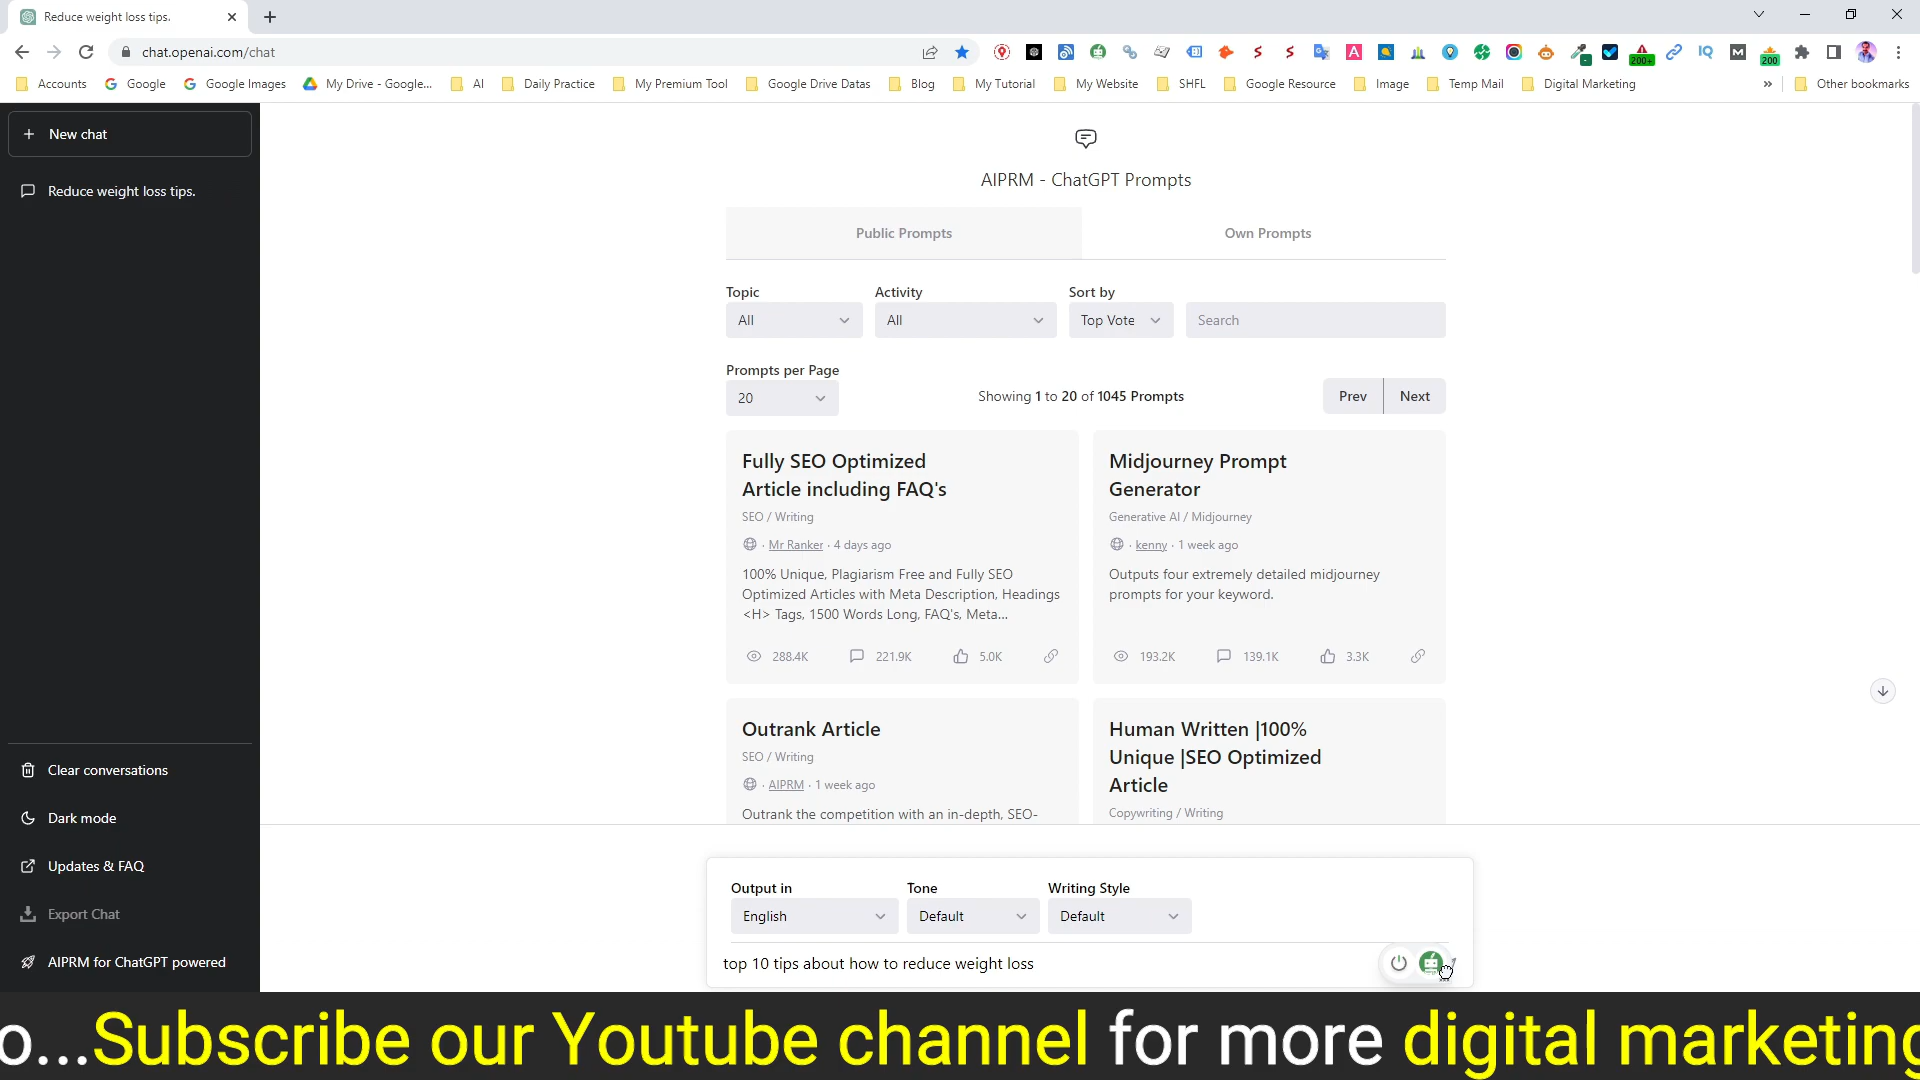 Reduce weight loss tips.
chat.openai.com/chat
200+
200
Accounts
Google
Google Images
My Drive - Google...
AI
Daily Practice
My Premium Tool
Google Drive Datas
Blog
My Tutorial
My Website
SHFL
Google Resource
Image
Temp Mail
Digital Marketing
»
Other bookmarks
+ New chat
Reduce weight loss tips.
AIPRM - ChatGPT Prompts
Public Prompts
Own Prompts
Topic
Activity
Sort by
All
All
Top Vote
Search
Prompts per Page
20
Showing 1 to 20 of 1045 Prompts
Prev
Next
Fully SEO Optimized
Article including FAQ's
SEO / Writing
· Mr Ranker · 4 days ago
100% Unique, Plagiarism Free and Fully SEO
Optimized Articles with Meta Description, Headings
<H> Tags, 1500 Words Long, FAQ's, Meta...
288.4K
221.9K
5.0K
Midjourney Prompt
Generator
Generative AI / Midjourney
· kenny · 1 week ago
Outputs four extremely detailed midjourney
prompts for your keyword.
193.2K
139.1K
3.3K
Outrank Article
SEO / Writing
· AIPRM · 1 week ago
Outrank the competition with an in-depth, SEO-
Human Written |100%
Unique |SEO Optimized
Article
Copywriting / Writing
Clear conversations
Dark mode
Updates & FAQ
Export Chat
AIPRM for ChatGPT powered
Output in
Tone
Writing Style
English
Default
Default
top 10 tips about how to reduce weight loss
o...Subscribe our Youtube channel for more digital marketing